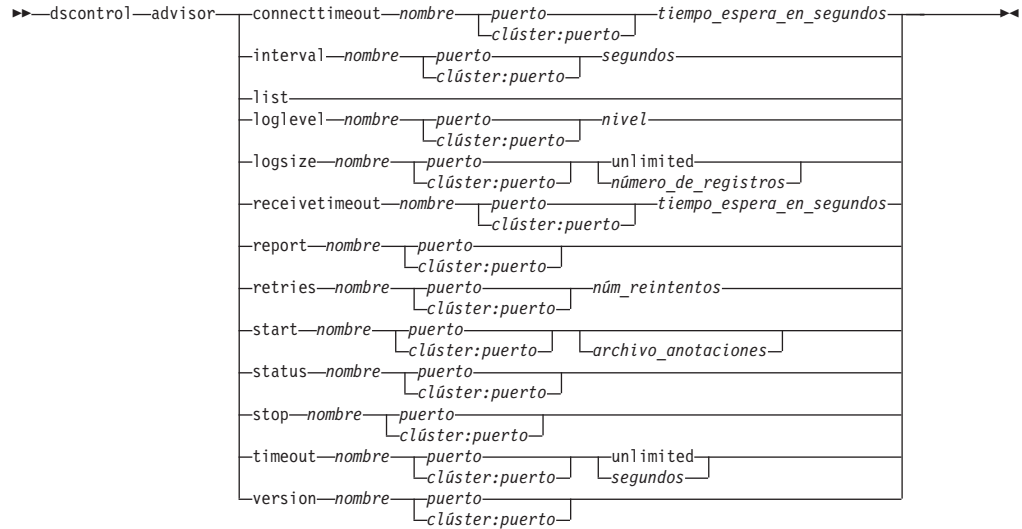 dscontrol advisor connecttimeout nombre puerto tiempo_espera_en_segundos
clúster:puerto
interval nombre puerto segundos
clúster:puerto
list
loglevel nombre puerto nivel
clúster:puerto
logsize nombre puerto unlimited
clúster:puerto número_de_registros
receivetimeout nombre puerto tiempo_espera_en_segundos
clúster:puerto
report nombre puerto
clúster:puerto
retries nombre puerto núm_reintentos
clúster:puerto
start nombre puerto
clúster:puerto archivo_anotaciones
status nombre puerto
clúster:puerto
stop nombre puerto
clúster:puerto
timeout nombre puerto unlimited
clúster:puerto segundos
version nombre puerto
clúster:puerto